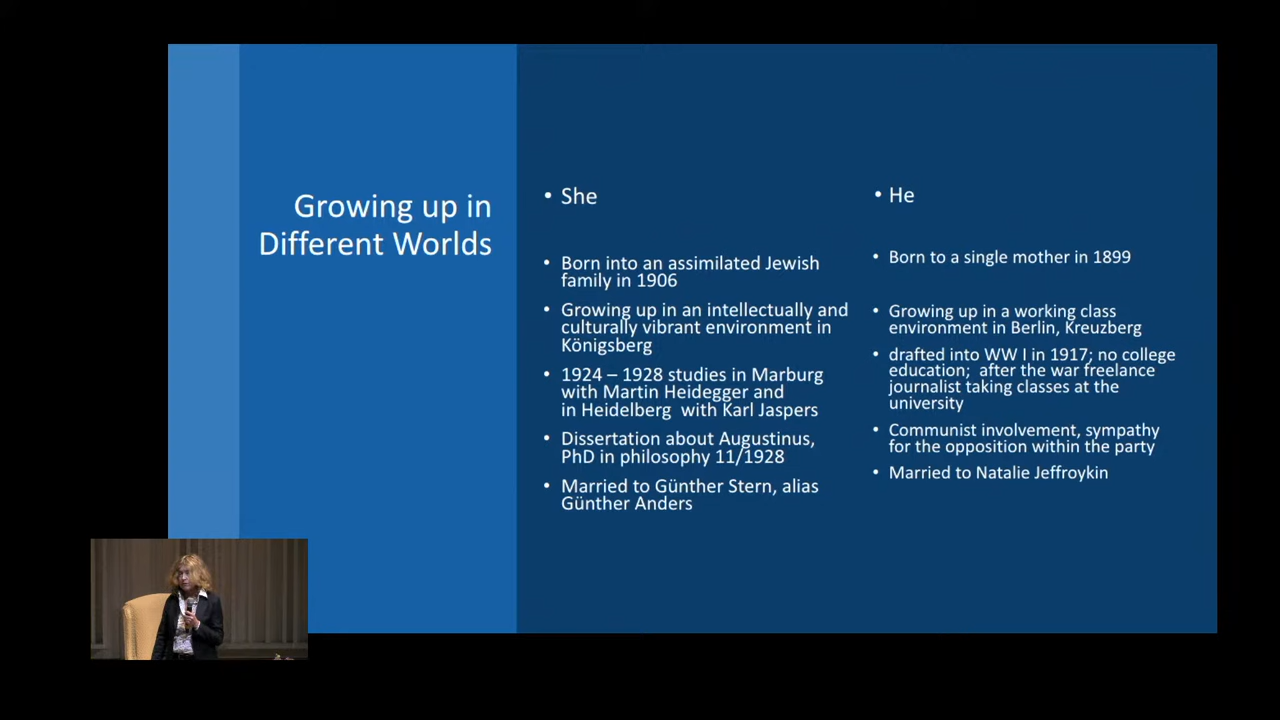 Growing up in
Different Worlds
• She
• Born into an assimilated Jewish
family in 1906
• Growing up in an intellectually and
culturally vibrant environment in
Königsberg
• 1924 – 1928 studies in Marburg
with Martin Heidegger and
in Heidelberg with Karl Jaspers
• Dissertation about Augustinus,
PhD in philosophy 11/1928
• Married to Günther Stern, alias
Günther Anders
• He
• Born to a single mother in 1899
• Growing up in a working class
environment in Berlin, Kreuzberg
• drafted into WW I in 1917; no college
education; after the war freelance
journalist taking classes at the
university
• Communist involvement, sympathy
for the opposition within the party
• Married to Natalie Jeffroykin